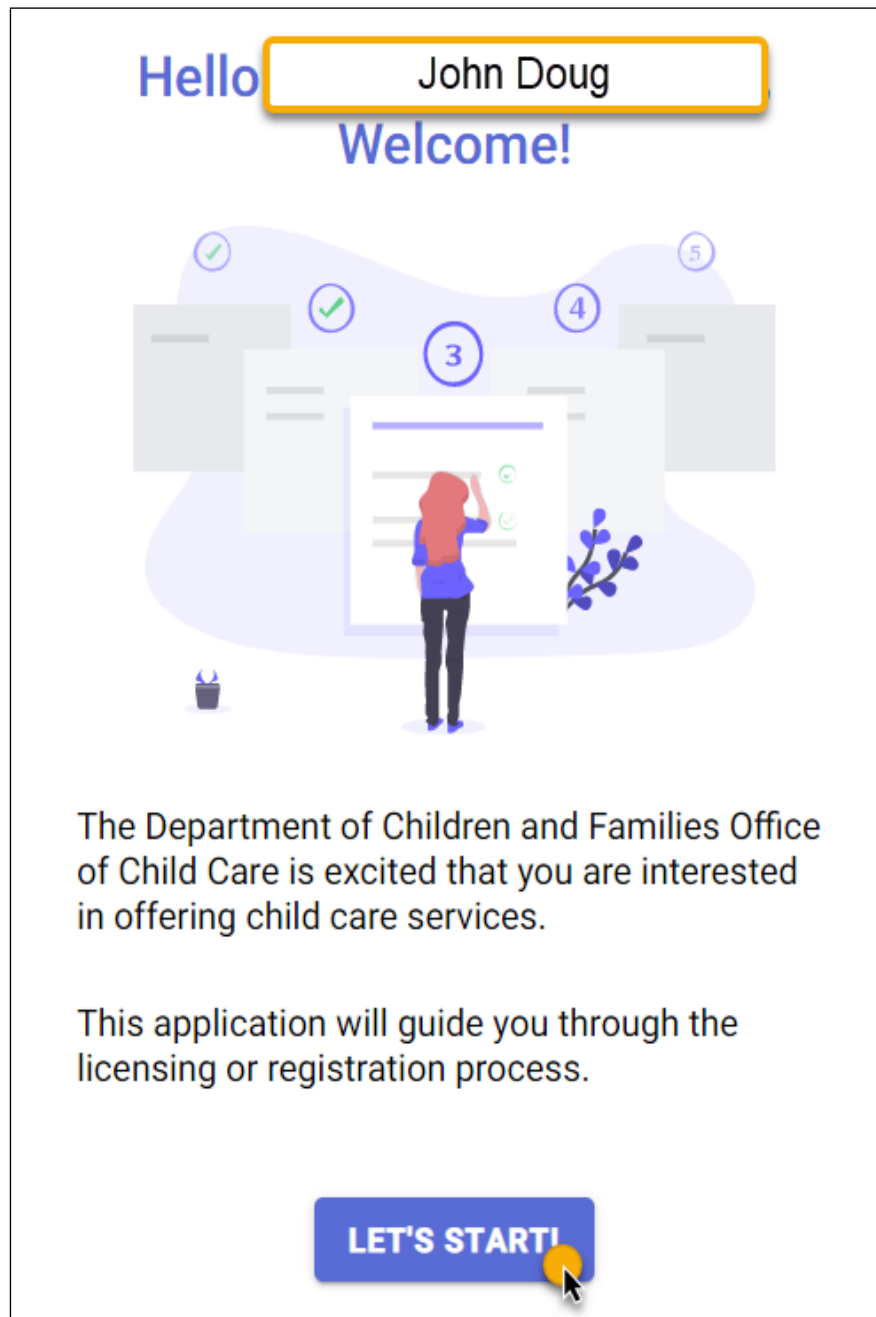 Hello John Doug,
Welcome!
5
4
3
The Department of Children and Families Office
of Child Care is excited that you are interested
in offering child care services.
This application will guide you through the
licensing or registration process.
LET'S START!